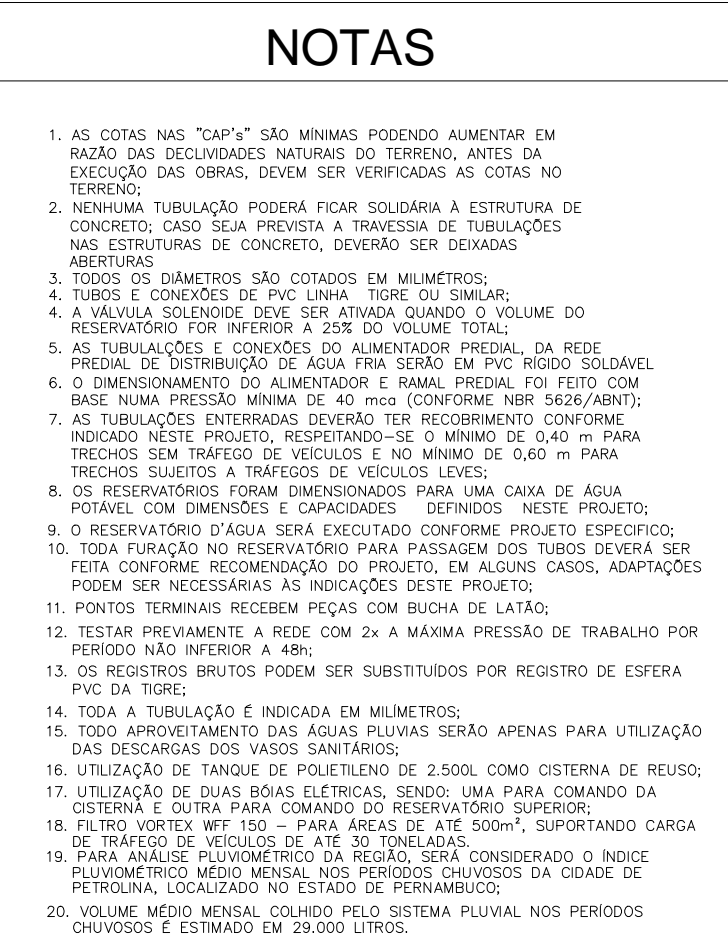 NOTAS
1. AS COTAS NAS "CAP's" SÃO MÍNIMAS PODENDO AUMENTAR EM
RAZÃO DAS DECLIVIDADES NATURAIS DO TERRENO, ANTES DA
EXECUÇÃO DAS OBRAS, DEVEM SER VERIFICADAS AS COTAS NO
TERRENO;
2. NENHUMA TUBULAÇÃO PODERÁ FICAR SOLIDÁRIA À ESTRUTURA DE
CONCRETO; CASO SEJA PREVISTA A TRAVESSIA DE TUBULAÇÕES
NAS ESTRUTURAS DE CONCRETO, DEVERÃO SER DEIXADAS
ABERTURAS
3. TODOS OS DIÂMETROS SÃO COTADOS EM MILIMÉTROS;
4. TUBOS E CONEXÕES DE PVC LINHA TIGRE OU SIMILAR;
4. A VÁLVULA SOLENOIDE DEVE SER ATIVADA QUANDO O VOLUME DO
RESERVATÓRIO FOR INFERIOR A 25% DO VOLUME TOTAL;
5. AS TUBULALÇÕES E CONEXÕES DO ALIMENTADOR PREDIAL, DA REDE
PREDIAL DE DISTRIBUIÇÃO DE ÁGUA FRIA SERÃO EM PVC RÍGIDO SOLDÁVEL
6. O DIMENSIONAMENTO DO ALIMENTADOR E RAMAL PREDIAL FOI FEITO COM
BASE NUMA PRESSÃO MÍNIMA DE 40 mca (CONFORME NBR 5626/ABNT);
7. AS TUBULAÇÕES ENTERRADAS DEVERÃO TER RECOBRIMENTO CONFORME
INDICADO NESTE PROJETO, RESPEITANDO-SE O MÍNIMO DE 0,40 m PARA
TRECHOS SEM TRÁFEGO DE VEÍCULOS E NO MÍNIMO DE 0,60 m PARA
TRECHOS SUJEITOS A TRÁFEGOS DE VEÍCULOS LEVES;
8. OS RESERVATÓRIOS FORAM DIMENSIONADOS PARA UMA CAIXA DE ÁGUA
POTÁVEL COM DIMENSÕES E CAPACIDADES DEFINIDOS NESTE PROJETO;
9. O RESERVATÓRIO D'ÁGUA SERÁ EXECUTADO CONFORME PROJETO ESPECIFICO;
10. TODA FURAÇÃO NO RESERVATÓRIO PARA PASSAGEM DOS TUBOS DEVERÁ SER
FEITA CONFORME RECOMENDAÇÃO DO PROJETO, EM ALGUNS CASOS, ADAPTAÇÕES
PODEM SER NECESSÁRIAS ÀS INDICAÇÕES DESTE PROJETO;
11. PONTOS TERMINAIS RECEBEM PEÇAS COM BUCHA DE LATÃO;
12. TESTAR PREVIAMENTE A REDE COM 2x A MÁXIMA PRESSÃO DE TRABALHO POR
PERÍODO NÃO INFERIOR A 48h;
13. OS REGISTROS BRUTOS PODEM SER SUBSTITUÍDOS POR REGISTRO DE ESFERA
PVC DA TIGRE;
14. TODA A TUBULAÇÃO É INDICADA EM MILÍMETROS;
15. TODO APROVEITAMENTO DAS ÁGUAS PLUVIAS SERÃO APENAS PARA UTILIZAÇÃO
DAS DESCARGAS DOS VASOS SANITÁRIOS;
16. UTILIZAÇÃO DE TANQUE DE POLIETILENO DE 2.500L COMO CISTERNA DE REUSO;
17. UTILIZAÇÃO DE DUAS BÓIAS ELÉTRICAS, SENDO: UMA PARA COMANDO DA
CISTERNA E OUTRA PARA COMANDO DO RESERVATÓRIO SUPERIOR;
18. FILTRO VORTEX WFF 150 – PARA ÁREAS DE ATÉ 500m², SUPORTANDO CARGA
DE TRÁFEGO DE VEÍCULOS DE ATÉ 30 TONELADAS.
19. PARA ANÁLISE PLUVIOMÉTRICO DA REGIÃO, SERÁ CONSIDERADO O ÍNDICE
PLUVIOMÉTRICO MÉDIO MENSAL NOS PERÍODOS CHUVOSOS DA CIDADE DE
PETROLINA, LOCALIZADO NO ESTADO DE PERNAMBUCO;
20. VOLUME MÉDIO MENSAL COLHIDO PELO SISTEMA PLUVIAL NOS PERÍODOS
CHUVOSOS É ESTIMADO EM 29.000 LITROS.